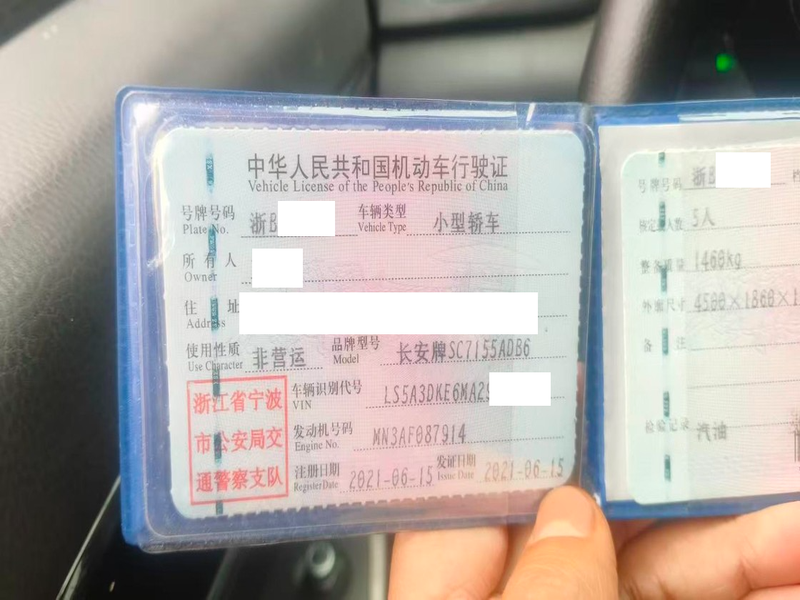 中华人民共和国机动车行驶证
Vehicle License of the People's Republic of China
号牌号码 浙B 车辆类型 小型轿车
Plate No. Vehicle Type
所有人
Owner
住址
Address
使用性质 非营运 品牌型号 长安牌SC7155ADB6
Use Character Model
车辆识别代号 LS5A3DKE6MA29
VIN
发动机号码 MN3AF087914
Engine No.
注册日期 2021-06-15 发证日期 2021-06-15
Register Date Issue Date
浙江省宁波
市公安局交
通警察支队
号牌号码 浙B
核定载人数 5人
整备质量 1460kg
外廓尺寸 4500×1860×1
备注
检验记录 汽油